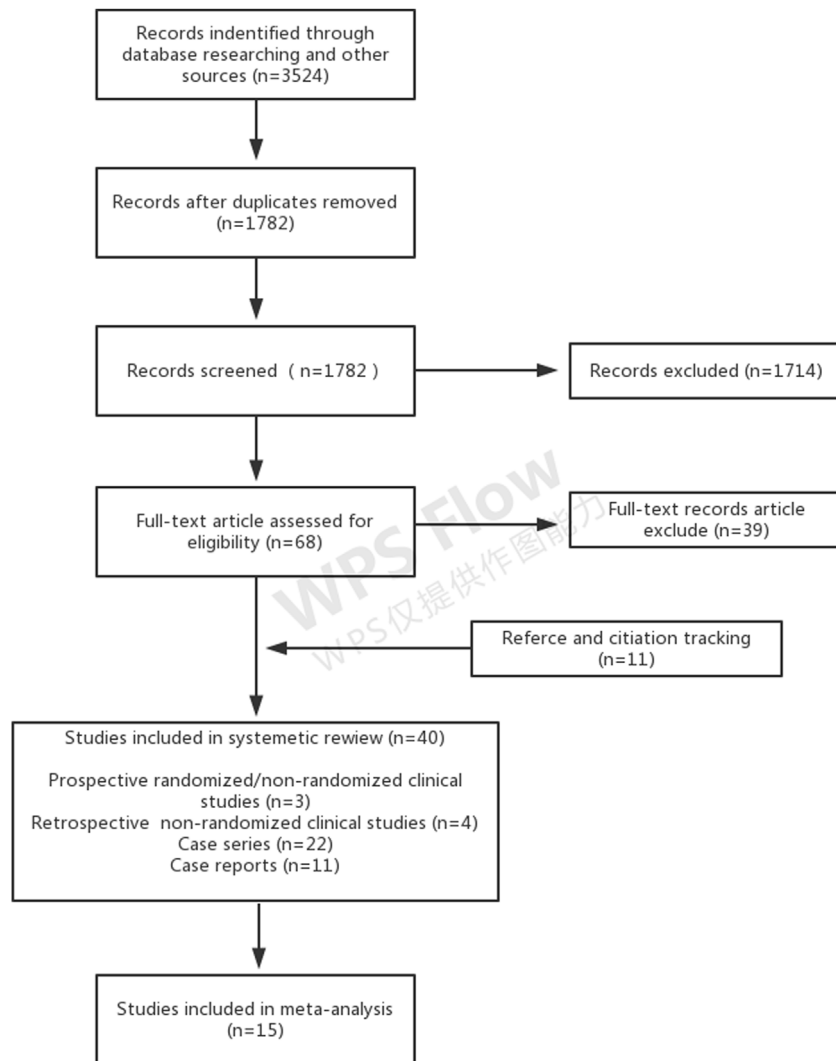 Records indentified through
database researching and other
sources (n=3524)
Records after duplicates removed
(n=1782)
Records screened （ n=1782 ）
Records excluded (n=1714)
Full-text article assessed for
eligibility (n=68)
Full-text records article
exclude (n=39)
WPS Flow
WPS仅提供作图能力
Referce and citiation tracking
(n=11)
Studies included in systemetic rewiew (n=40)
Prospective randomized/non-randomized clinical
studies (n=3)
Retrospective non-randomized clinical studies (n=4)
Case series (n=22)
Case reports (n=11)
Studies included in meta-analysis
(n=15)